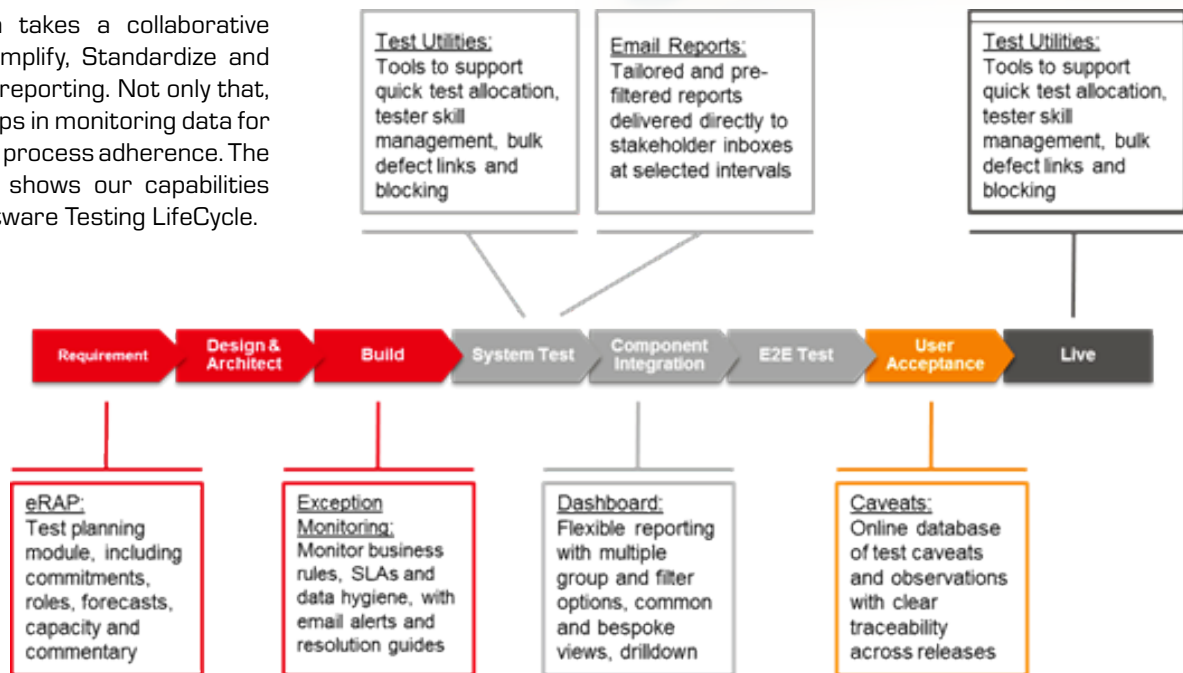 takes a collaborative
Standardize and
reporting. Not only that,
in monitoring data for
process adherence. The
shows our capabilities
Testing LifeCycle.
Test Utilities:
Tools to support
quick test allocation,
tester skill
management, bulk
defect links and
blocking
Email Reports:
Tailored and pre-
filtered reports
delivered directly to
stakeholder inboxes
at selected intervals
Test Utilities:
Tools to support
quick test allocation,
tester skill
management, bulk
defect links and
blocking
Requirement
Design &
Architect
Build
System Test
Component
Integration
E2E Test
User
Acceptance
Live
eRAP:
Test planning
module, including
commitments,
roles, forecasts,
capacity and
commentary
Exception
Monitoring:
Monitor business
rules, SLAs and
data hygiene, with
email alerts and
resolution guides
Dashboard:
Flexible reporting
with multiple
group and filter
options, common
and bespoke
views, drilldown
Caveats:
Online database
of test caveats
and observations
with clear
traceability
across releases